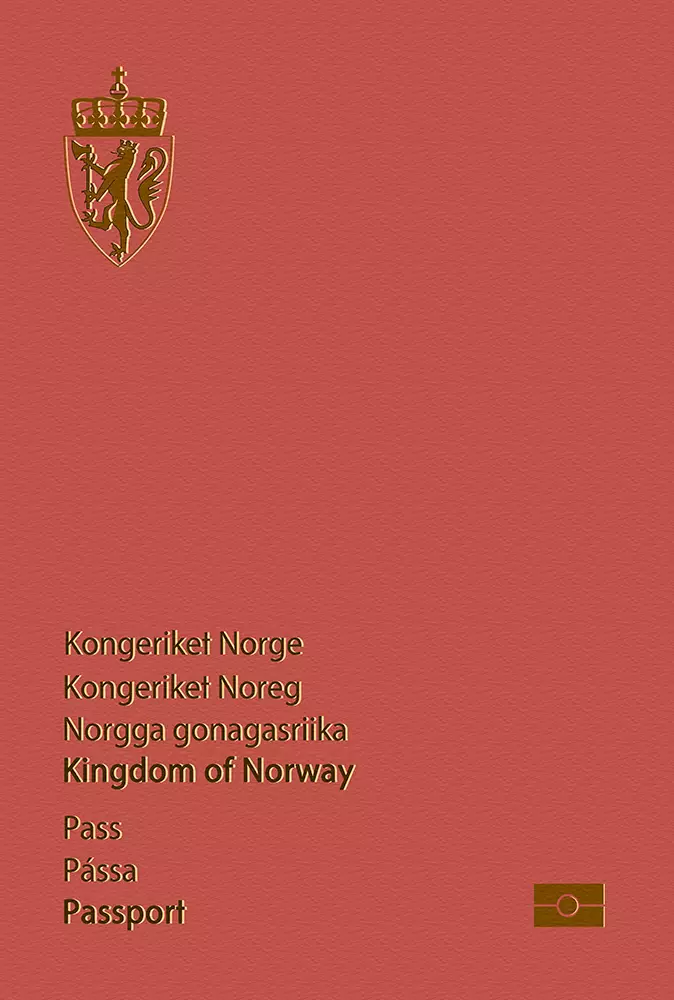 Kongeriket Norge
Kongeriket Noreg
Norgga gonagasriika
Kingdom of Norway
Pass
Pássa
Passport